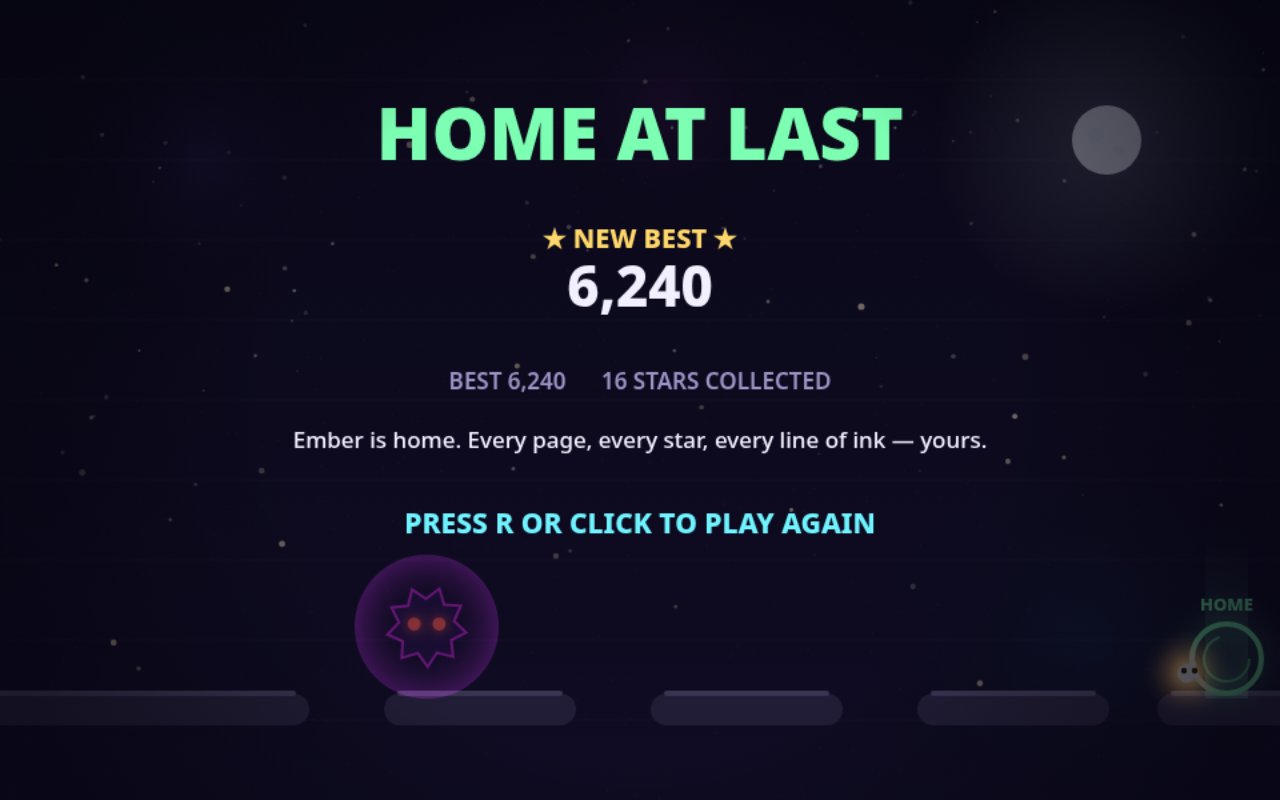 HOME AT LAST
★ NEW BEST ★
6,240
BEST 6,240 16 STARS COLLECTED
Ember is home. Every page, every star, every line of ink — yours.
PRESS R OR CLICK TO PLAY AGAIN
HOME